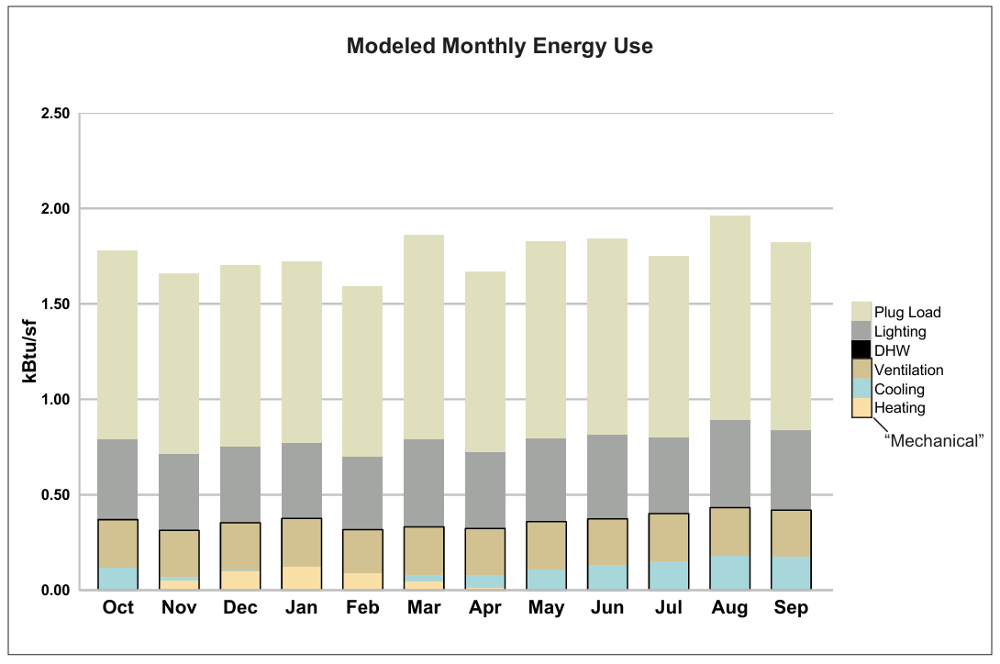 Modeled Monthly Energy Use
kBtu/sf
2.50
2.00
1.50
1.00
0.50
0.00
Oct Nov Dec Jan Feb Mar Apr May Jun Jul Aug Sep
Plug Load
Lighting
DHW
Ventilation
Cooling
Heating
“Mechanical”